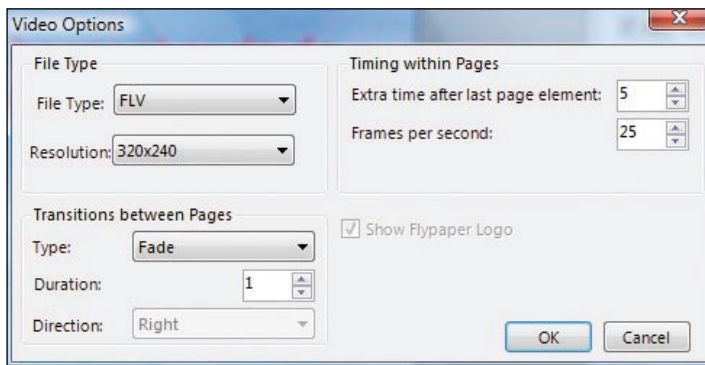 Video Options
File Type
File Type: FLV
Resolution: 320x240
Timing within Pages
Extra time after last page element: 5
Frames per second: 25
Transitions between Pages
Type: Fade
Duration: 1
Direction: Right
Show Flypaper Logo
OK
Cancel